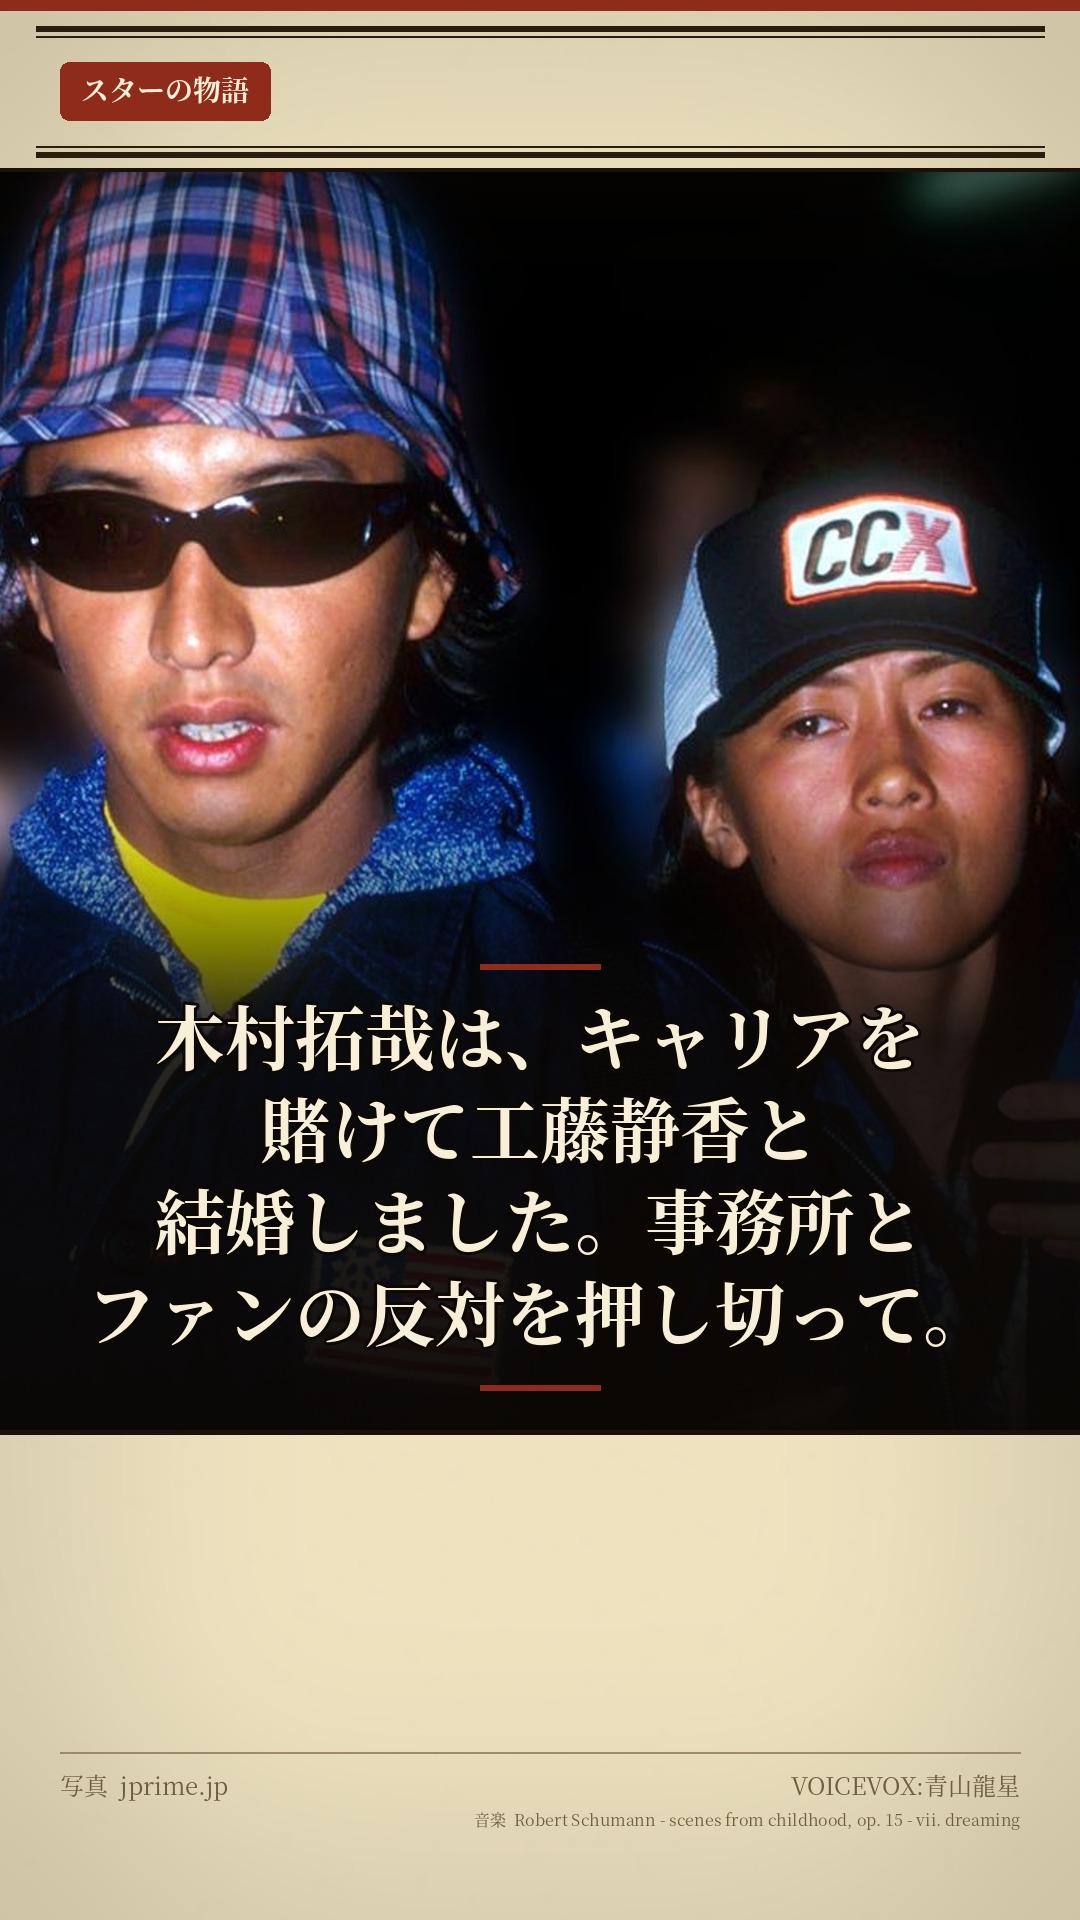 スターの物語
CCX
木村拓哉は、キャリアを
賭けて工藤静香と
結婚しました。事務所と
ファンの反対を押し切って。
写真 jprime.jp
VOICEVOX:青山龍星
音楽 Robert Schumann - scenes from childhood, op. 15 - vii. dreaming